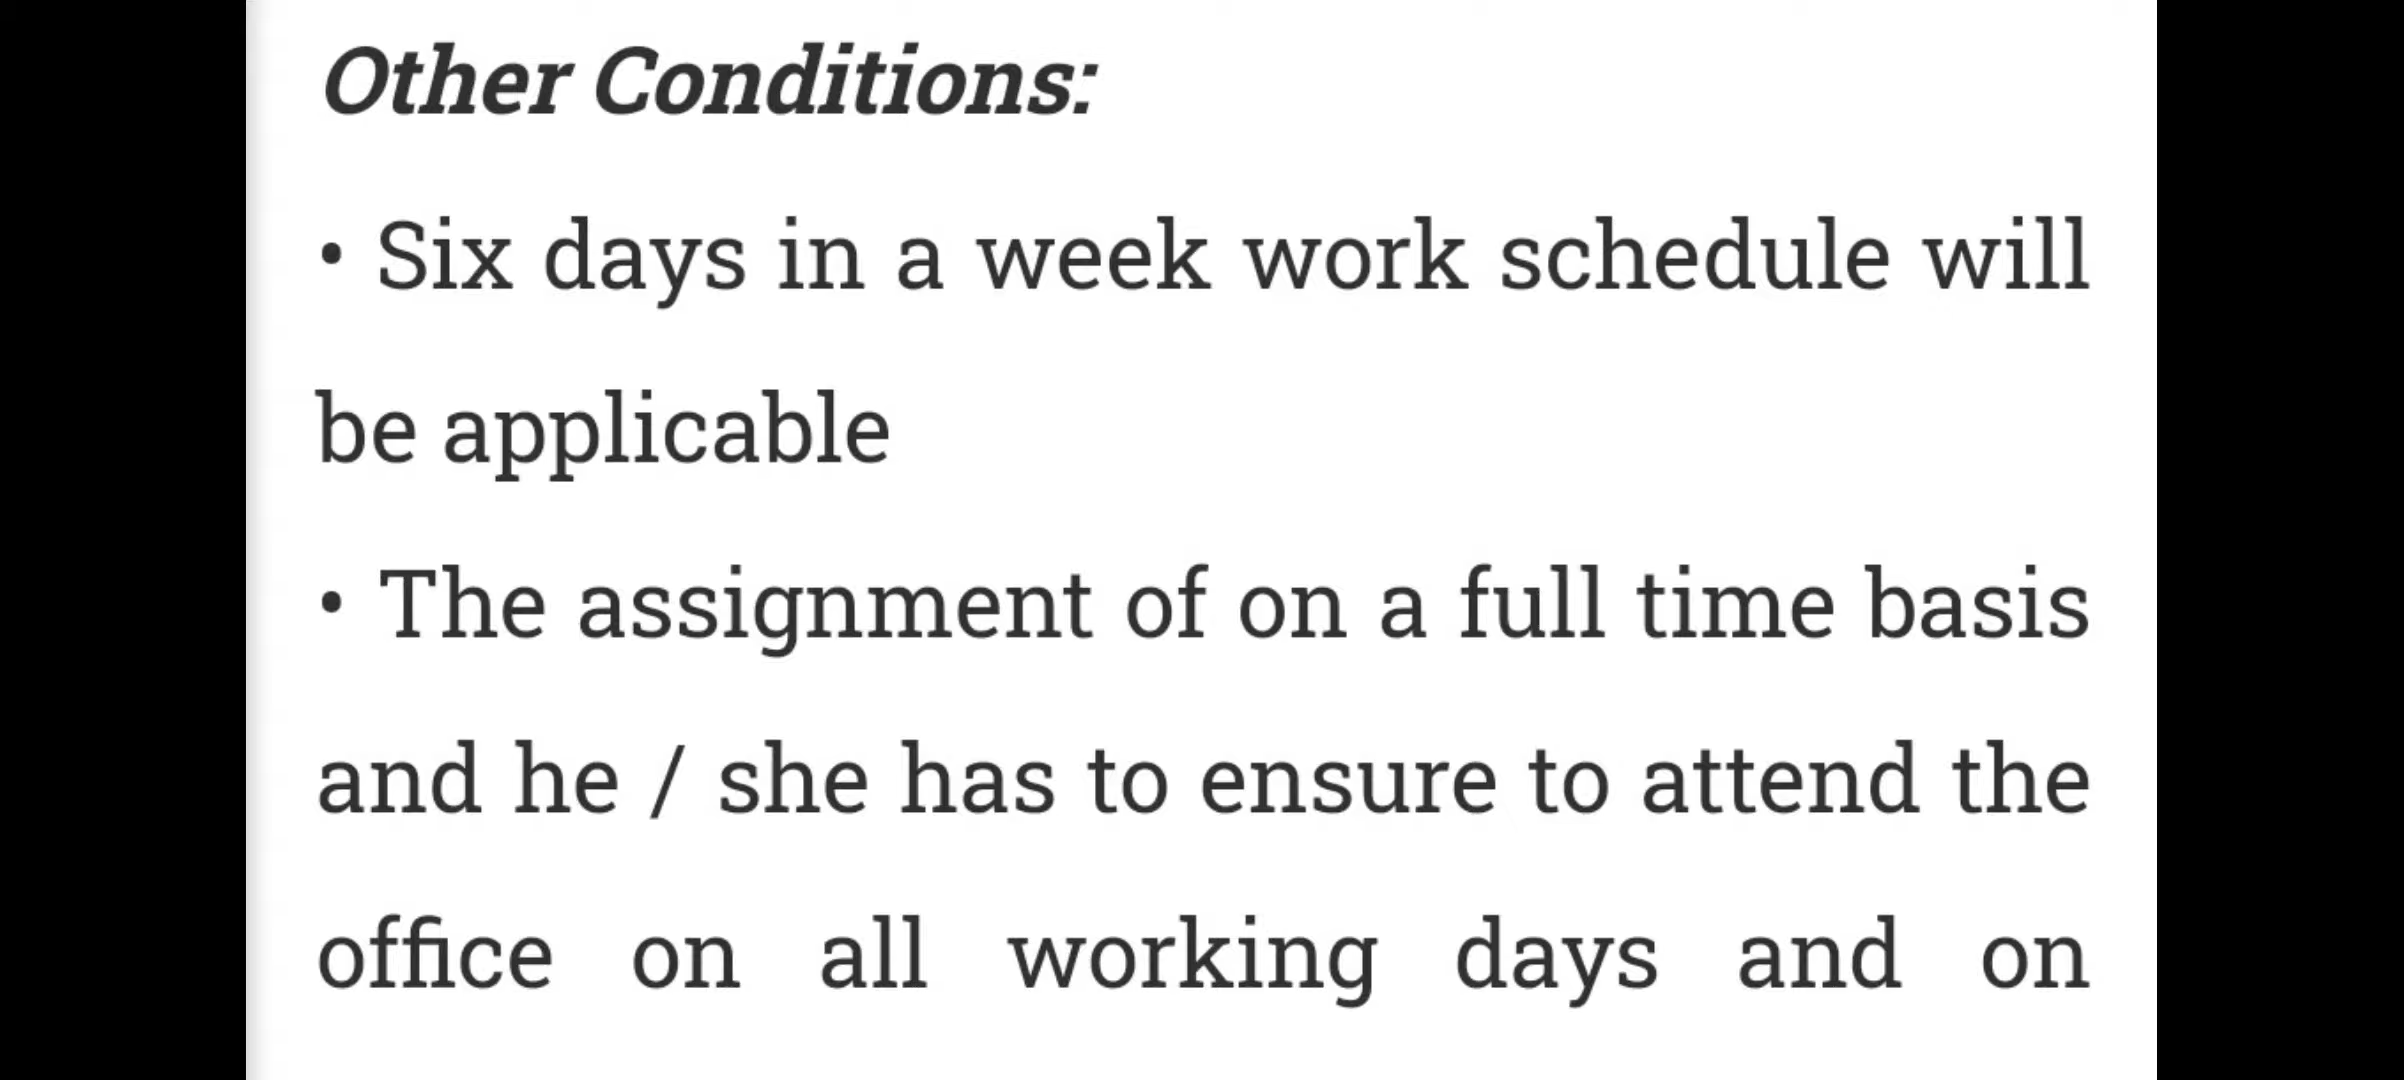 Other Conditions:
• Six days in a week work schedule will
be applicable
• The assignment of on a full time basis
and he / she has to ensure to attend the
office on all working days and on